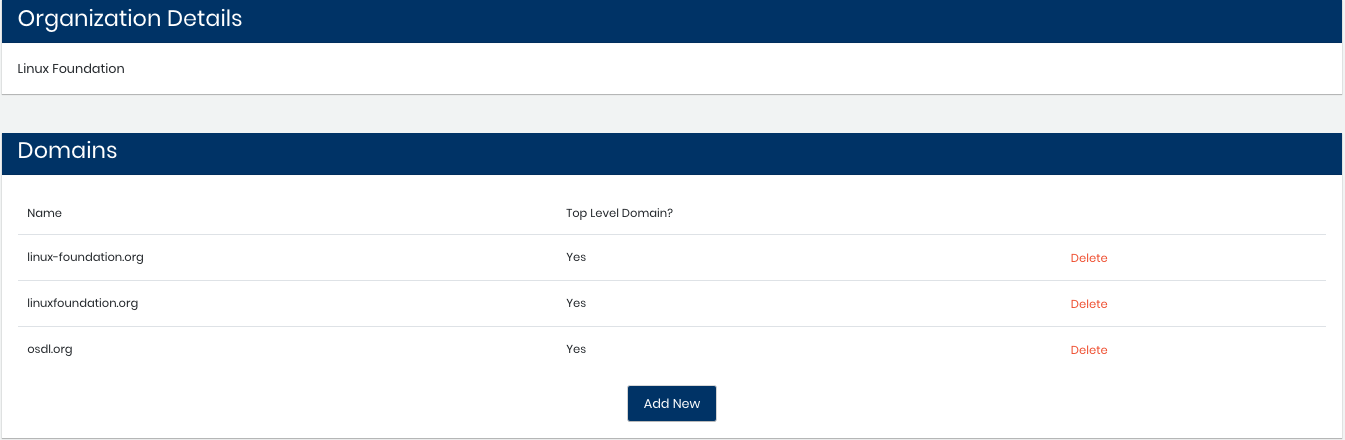 Organization Details
Linux Foundation
Domains
Name Top Level Domain?
linux-foundation.org Yes Delete
linuxfoundation.org Yes Delete
osdl.org Yes Delete
Add New